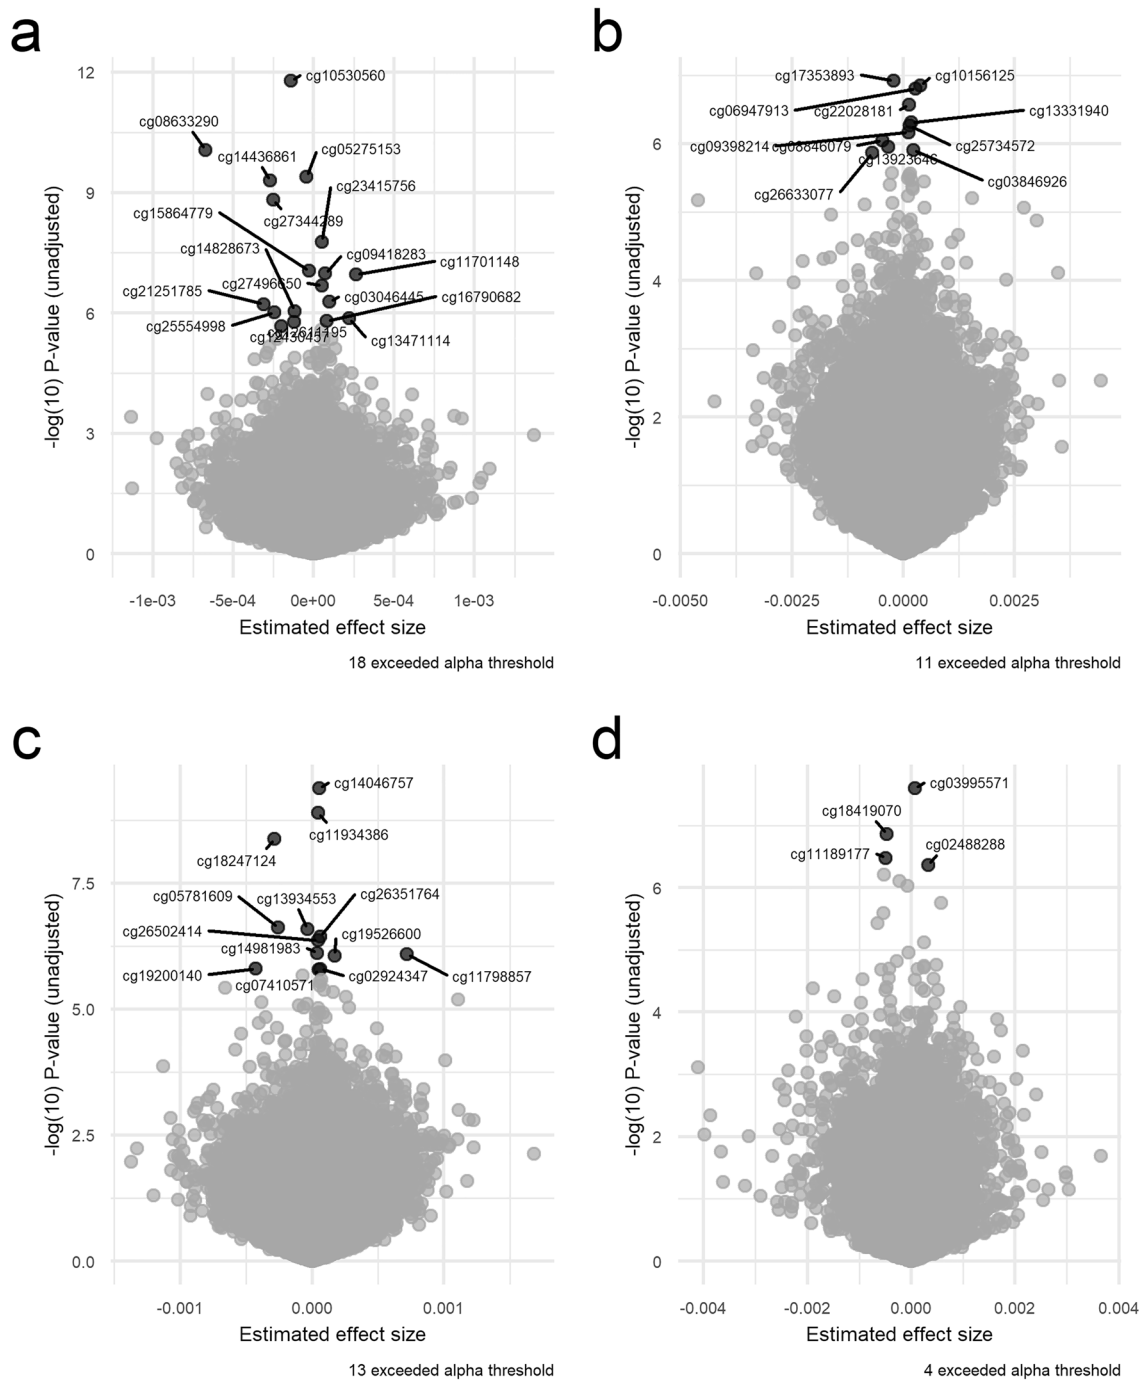 a
12
9
6
3
0
-log(10) P-value (unadjusted)
cg10530560
cg08633290
cg14436861
cg05275153
cg23415756
cg27344289
cg15864779
cg14828673
cg09418283
cg11701148
cg27496650
cg21251785
cg03046445
cg16790682
cg25554998
cg12430457
cg13471114
-1e-03 -5e-04 0e+00 5e-04 1e-03
Estimated effect size
18 exceeded alpha threshold
b
6
4
2
0
-log(10) P-value (unadjusted)
cg17353893
cg10156125
cg06947913
cg22028181
cg13331940
cg09398214
cg08846079
cg25734572
cg13923646
cg03846926
cg26633077
-0.0050 -0.0025 0.0000 0.0025
Estimated effect size
11 exceeded alpha threshold
c
7.5
5.0
2.5
0.0
-log(10) P-value (unadjusted)
cg14046757
cg11934386
cg18247124
cg05781609
cg13934553
cg26351764
cg26502414
cg19526600
cg14981983
cg19200140
cg07410571
cg02924347
cg11798857
-0.001 0.000 0.001
Estimated effect size
13 exceeded alpha threshold
d
6
4
2
0
-log(10) P-value (unadjusted)
cg03995571
cg18419070
cg11189177
cg02488288
-0.004 -0.002 0.000 0.002 0.004
Estimated effect size
4 exceeded alpha threshold